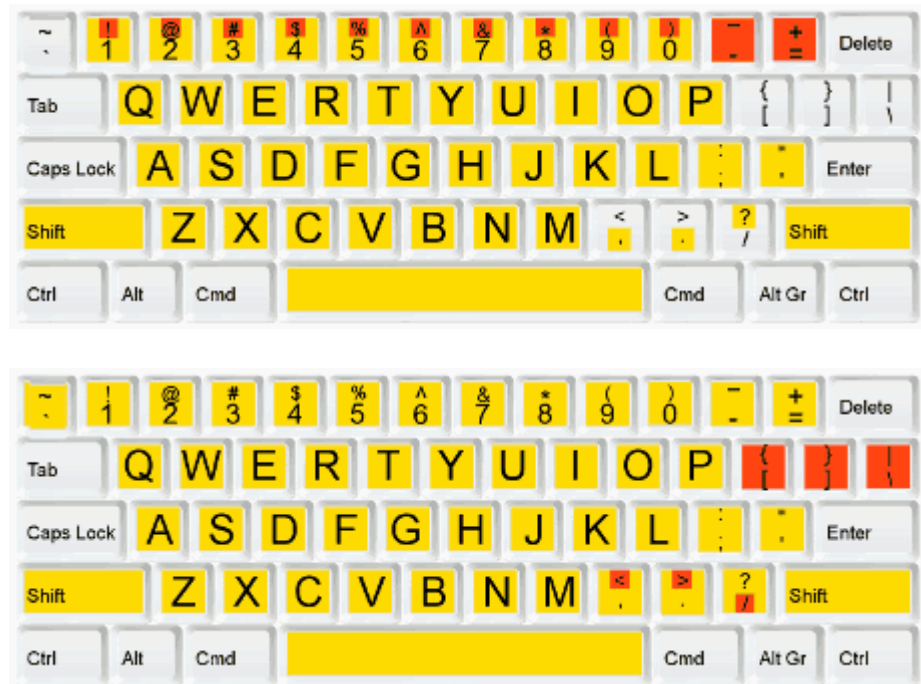 ~ ! @ # $ % ^ & * ( ) _ +
` 1 2 3 4 5 6 7 8 9 0 - = Delete
Tab Q W E R T Y U I O P { } |
[ ] \
Caps Lock A S D F G H J K L : " Enter
; '
Shift Z X C V B N M < > ? Shift
, . /
Ctrl Alt Cmd Cmd Alt Gr Ctrl
~ ! @ # $ % ^ & * ( ) _ +
` 1 2 3 4 5 6 7 8 9 0 - = Delete
Tab Q W E R T Y U I O P { } |
[ ] \
Caps Lock A S D F G H J K L : " Enter
; '
Shift Z X C V B N M < > ? Shift
, . /
Ctrl Alt Cmd Cmd Alt Gr Ctrl